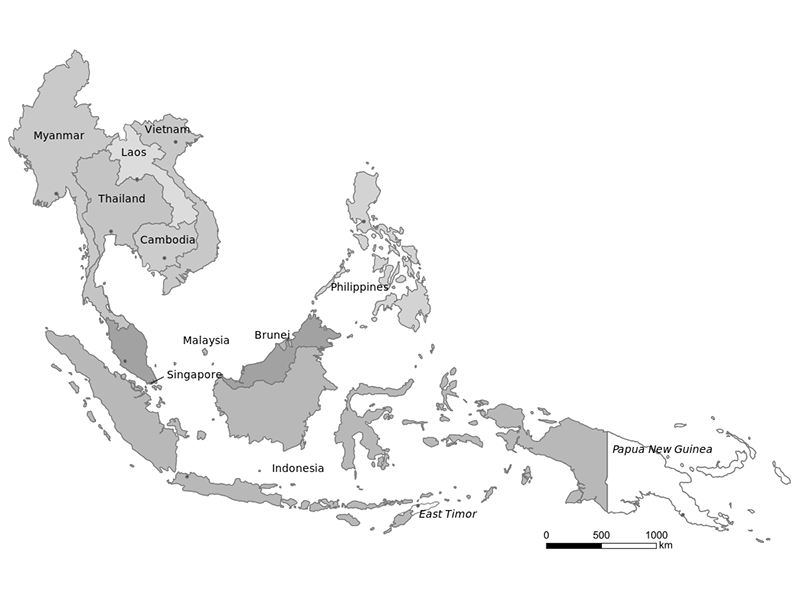 Myanmar
Vietnam
Laos
Thailand
Cambodia
Philippines
Malaysia
Brunei
Singapore
Papua New Guinea
Indonesia
East Timor
0 500 1000
km